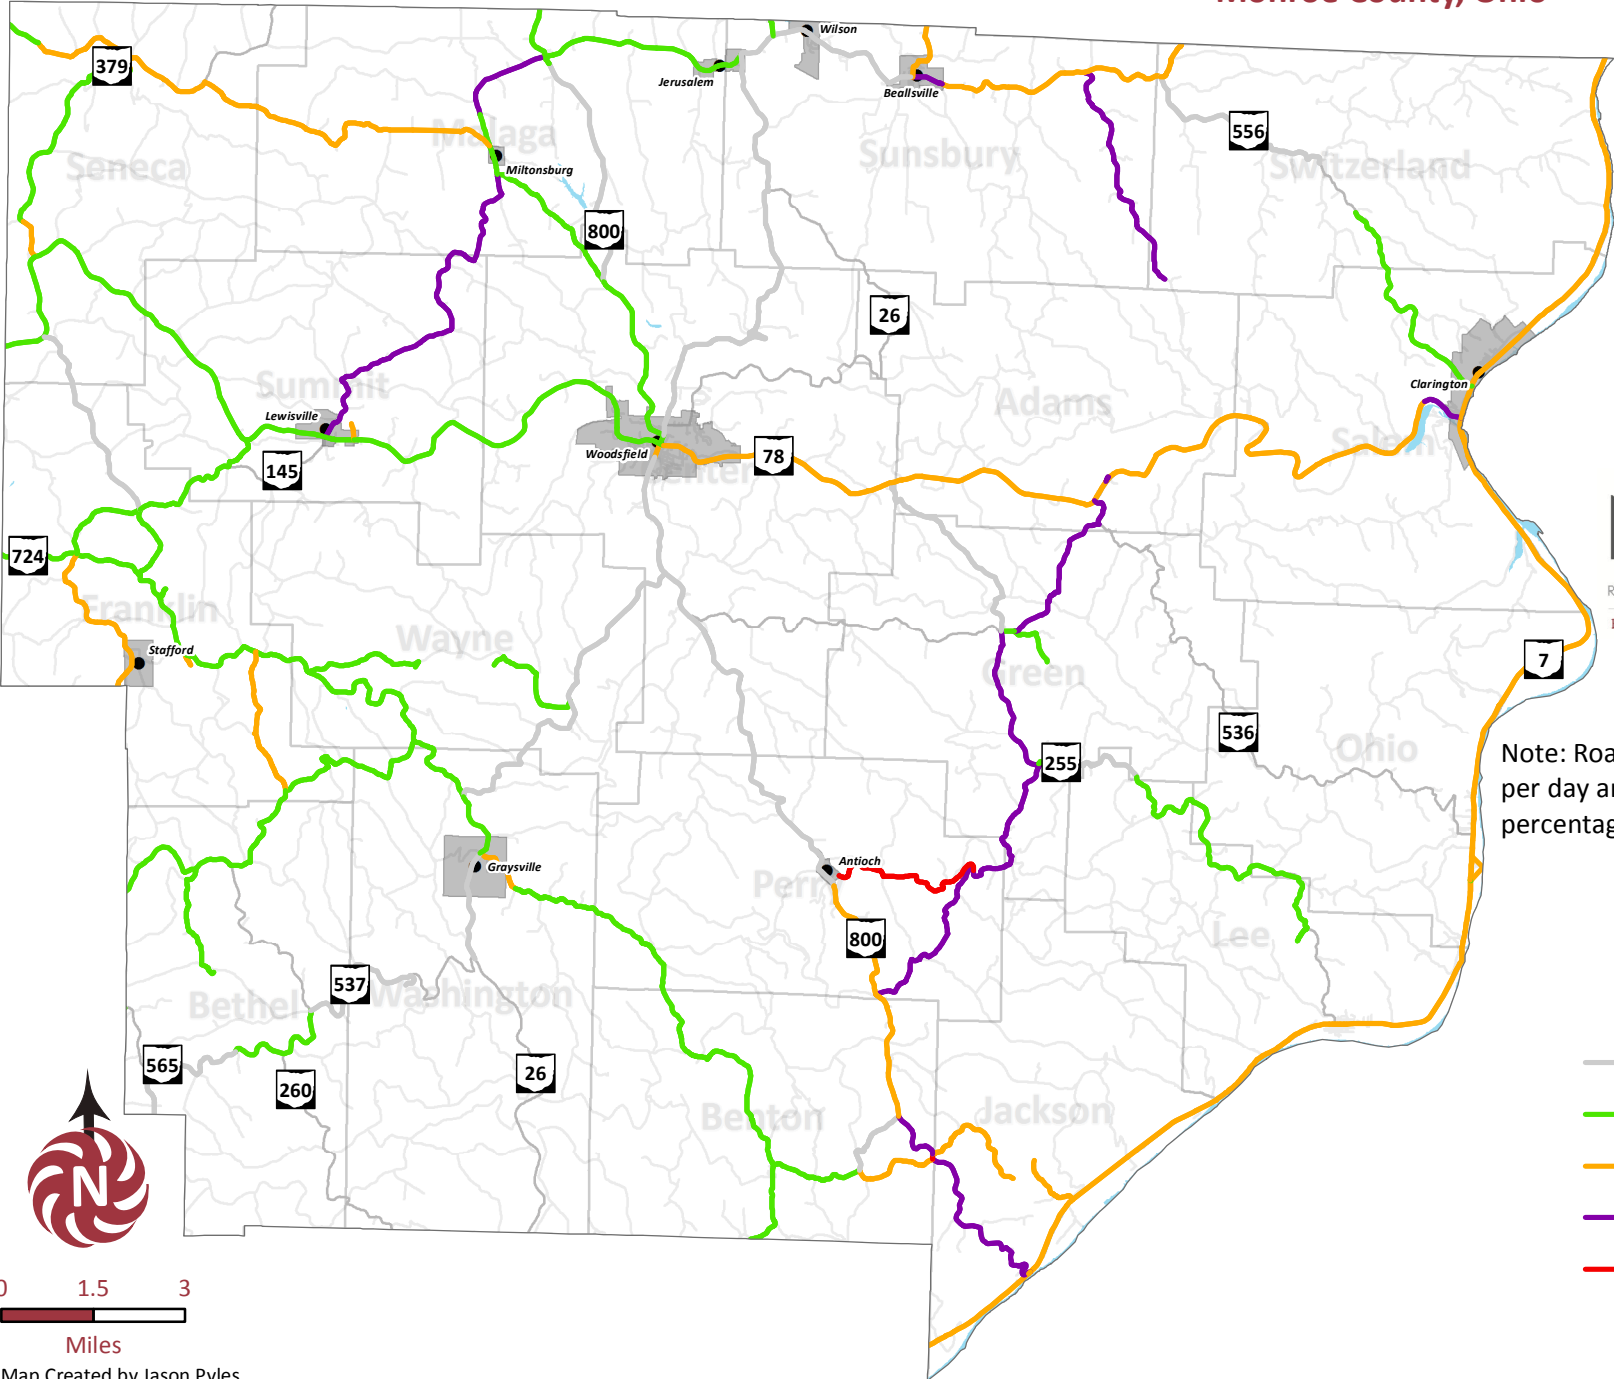 Monroe County, Ohio
Wilson
379
Jerusalem
Beallsville
Malaga
556
Seneca
Sunsbury
Switzerland
Miltonsburg
800
26
Summit
Clarington
Adams
Lewisville
Salem
Woodsfield
78
145
724
Franklin
Wayne
Stafford
7
Green
536
Ohio
255
Note: Roa
per day ar
percentag
Antioch
Graysville
Perry
800
Lee
537
Bethel
Washington
565
26
260
Benton
Jackson
N
0 1.5 3
Miles
Map Created by Jason Pyles